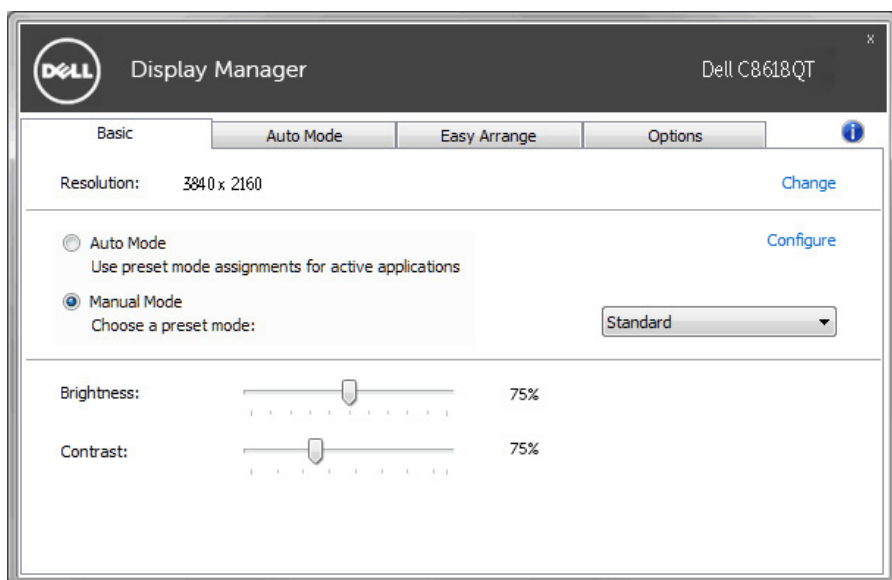 x
DELL Display Manager Dell C8618QT
Basic Auto Mode Easy Arrange Options i
Resolution: 3840 x 2160 Change
Auto Mode Configure
Use preset mode assignments for active applications
Manual Mode
Choose a preset mode: Standard
Brightness: 75%
Contrast: 75%